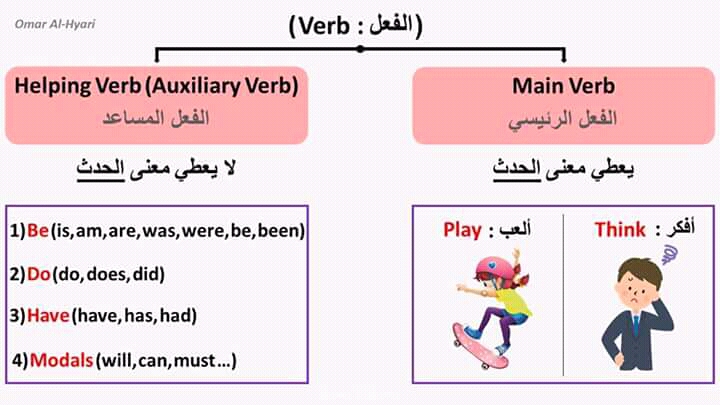 Omar Al-Hyari
(Verb : الفعل)
Helping Verb (Auxiliary Verb)
الفعل المساعد
لا يعطي معنى الحدث
1) Be (is, am, are, was, were, be, been)
2) Do (do, does, did)
3) Have (have, has, had)
4) Modals (will, can, must...)
Main Verb
الفعل الرئيسي
يعطي معنى الحدث
Play : ألعب
Think : أفكر